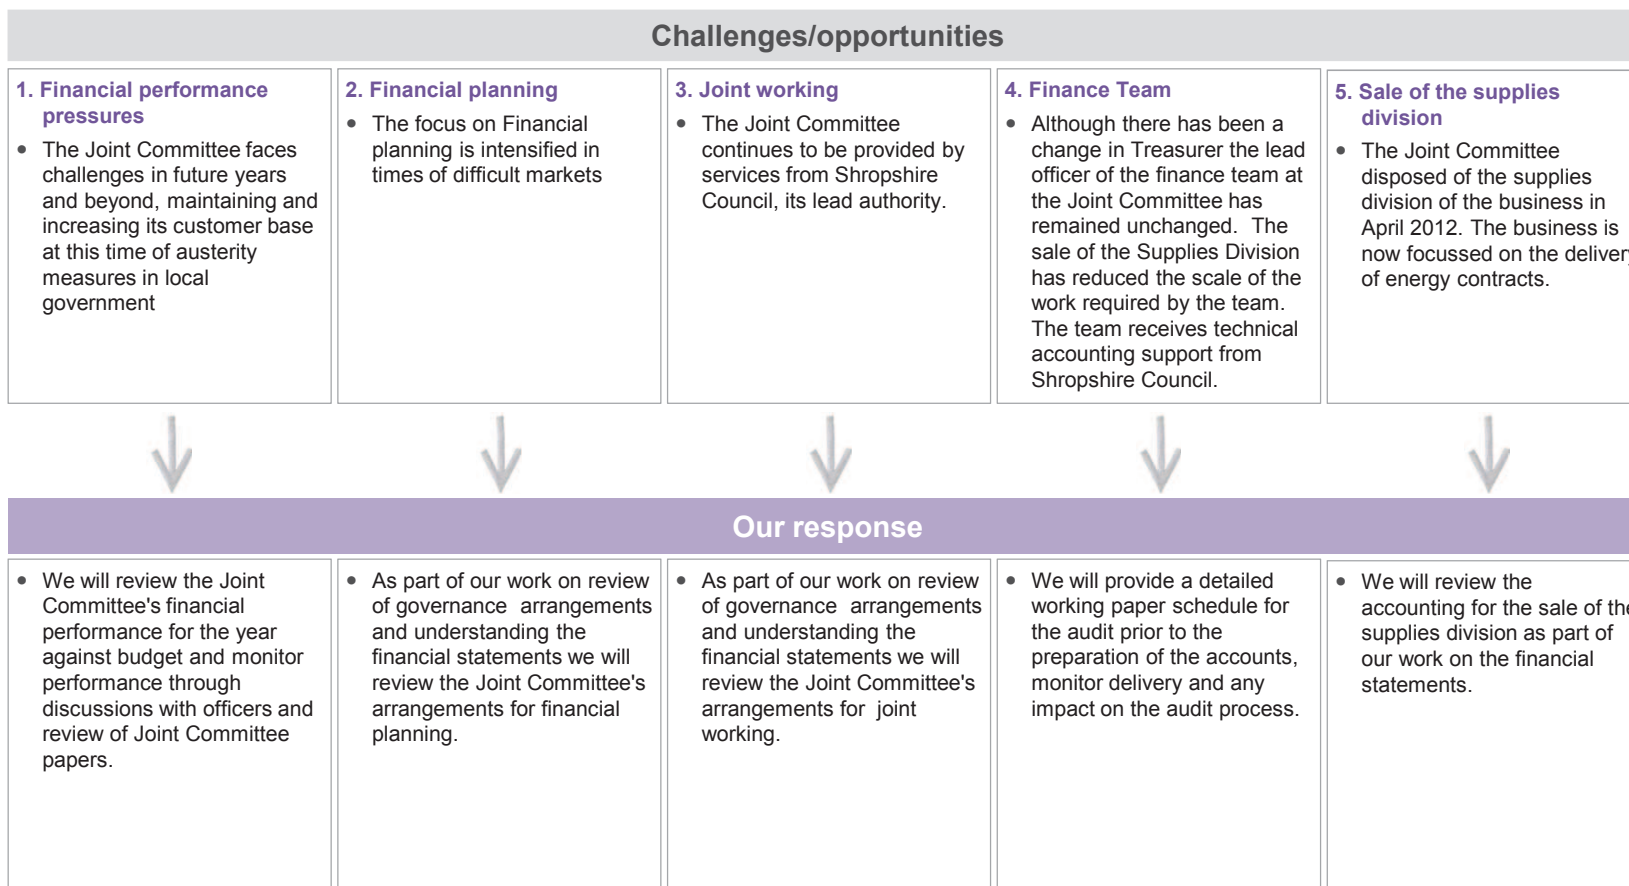 Challenges/opportunities
1. Financial performance
pressures
• The Joint Committee faces
challenges in future years
and beyond, maintaining and
increasing its customer base
at this time of austerity
measures in local
government
2. Financial planning
• The focus on Financial
planning is intensified in
times of difficult markets
3. Joint working
• The Joint Committee
continues to be provided by
services from Shropshire
Council, its lead authority.
4. Finance Team
• Although there has been a
change in Treasurer the lead
officer of the finance team at
the Joint Committee has
remained unchanged. The
sale of the Supplies Division
has reduced the scale of the
work required by the team.
The team receives technical
accounting support from
Shropshire Council.
5. Sale of the supplies
division
• The Joint Committee
disposed of the supplies
division of the business in
April 2012. The business is
now focussed on the delivery
of energy contracts.
Our response
• We will review the Joint
Committee's financial
performance for the year
against budget and monitor
performance through
discussions with officers and
review of Joint Committee
papers.
• As part of our work on review
of governance arrangements
and understanding the
financial statements we will
review the Joint Committee's
arrangements for financial
planning.
• As part of our work on review
of governance arrangements
and understanding the
financial statements we will
review the Joint Committee's
arrangements for joint
working.
• We will provide a detailed
working paper schedule for
the audit prior to the
preparation of the accounts,
monitor delivery and any
impact on the audit process.
• We will review the
accounting for the sale of the
supplies division as part of
our work on the financial
statements.